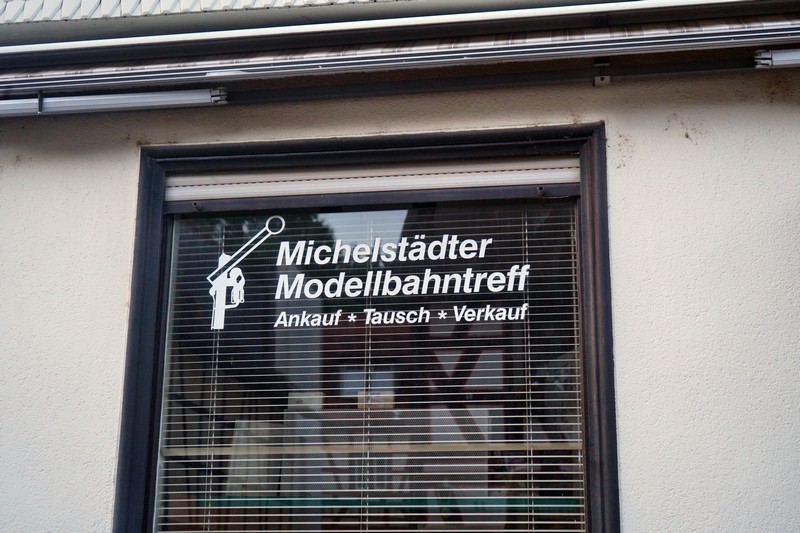 Michelstädter
Modellbahntreff
Ankauf * Tausch * Verkauf